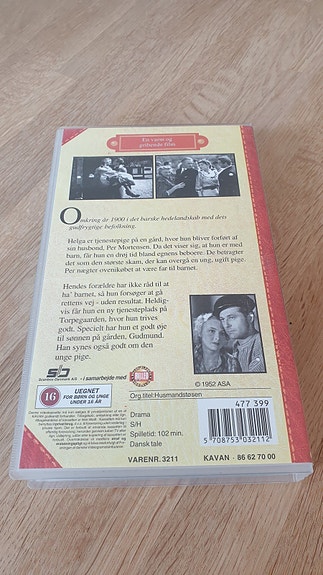 En varm og
gribende film
Omkring år 1900 i det barske hedelandskab med dets
gudfrygtige befolkning.
Helga er tjenestepige på en gård, hvor hun bliver forført af
sin husbond, Per Mortensen. Da det viser sig, at hun er med
barn, får hun en drøj tid bland egnens beboere. De betragter
det som den største skam, der kan overgå en ung, ugift pige.
Per nægter ovenikøbet at være far til barnet.
Hendes forældre har ikke råd til at
ha' barnet, så hun forsøger at gå
rettens vej - uden resultat. Heldig-
vis får hun en ny tjenesteplads på
Torpegaarden, hvor hun trives
godt. Specielt har hun et godt øje
til sønnen på gården, Gudmund.
Han synes også godt om den
unge pige.
- i samarbejde med
© 1952 ASA
16
UEGNET
FOR BØRN OG UNGE
UNDER 16 ÅR
Org.titel:Husmandstøsen
Drama
S/H
Spilletid: 102 min.
Dansk tale
477 399
5 708753 032112
VARENR. 3211
KAVAN - 86 62 70 00